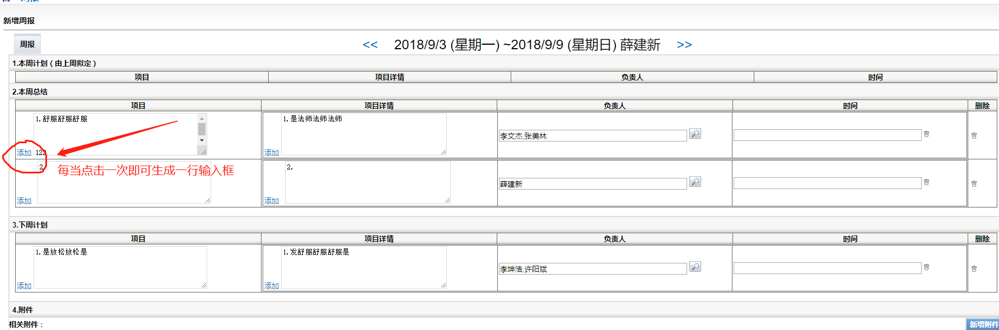 新增周报
周报
<< 2018/9/3 (星期一) ~2018/9/9 (星期日) 薛建新 >>
1.本周计划 ( 由上周拟定 )
项目 项目详情 负责人 时间
2.本周总结
项目 项目详情 负责人 时间 删除
1.舒服舒服舒服 1.是法师法师法师
李文杰,张美林
添加 123 添加
2. 2.
每当点击一次即可生成一行输入框
薛建新
添加 添加
3.下周计划
项目 项目详情 负责人 时间 删除
1.是放松放松是 1.发舒服舒服舒服是
李坤浩,许阳斌
添加 添加
4.附件
相关附件：
新增附件